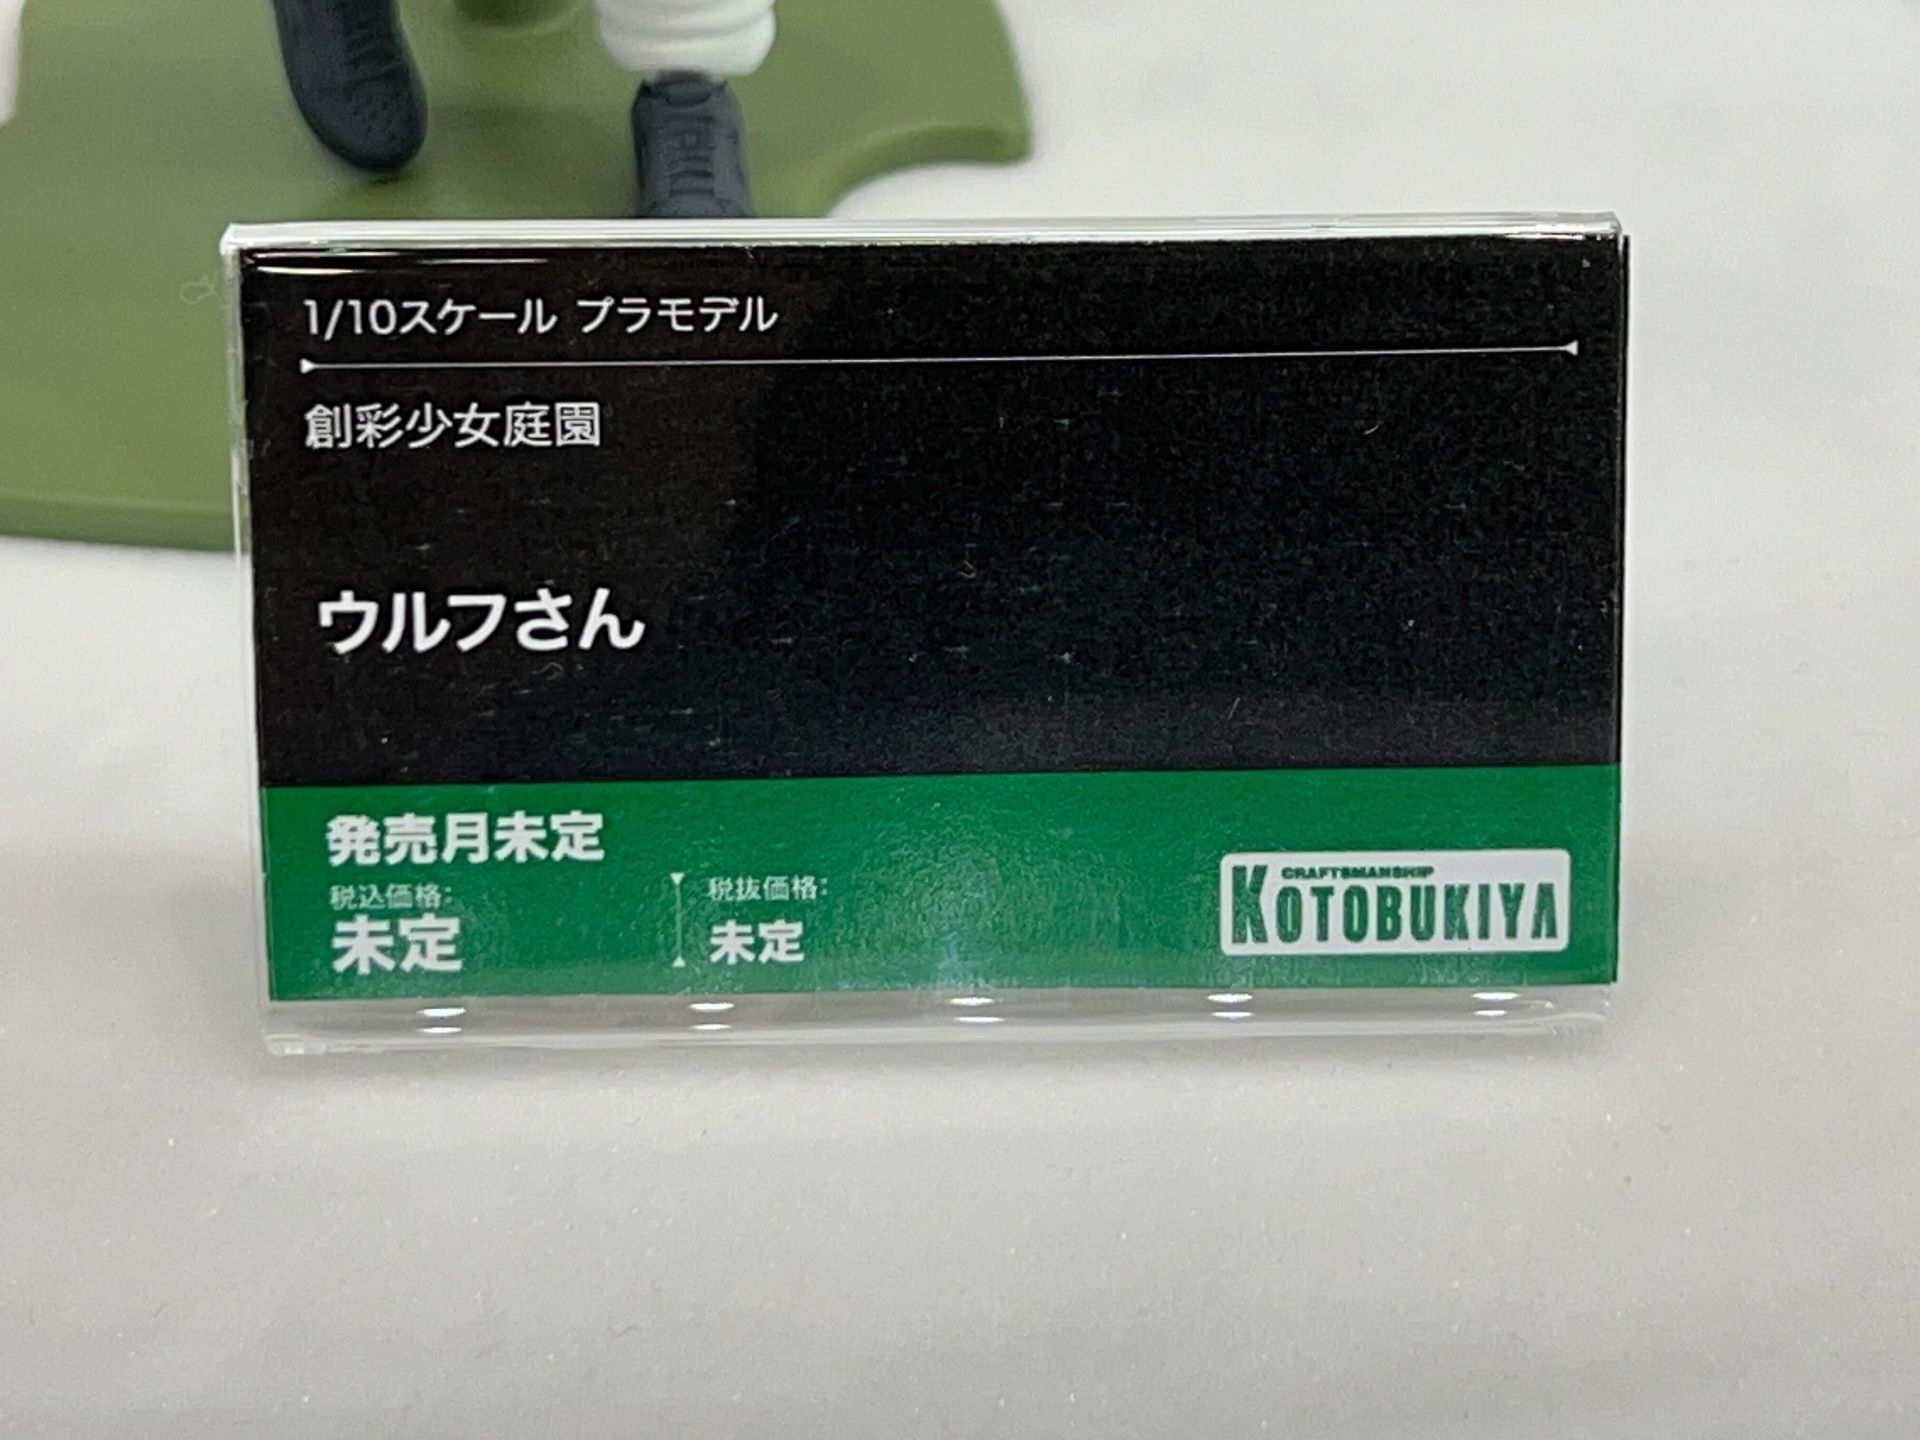 1/10スケール プラモデル
創彩少女庭園
ウルフさん
発売月未定
税込価格:
未定
税抜価格:
未定
CRAFTSMANSHIP
KOTOBUKIYA